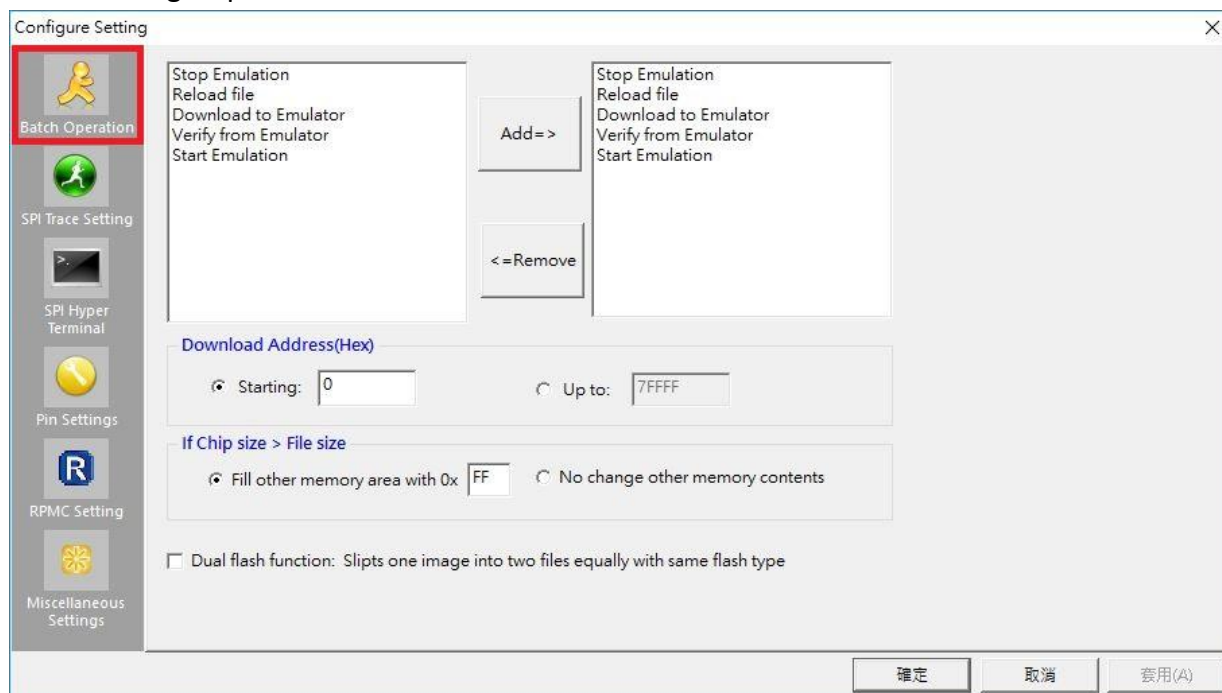 Configure Setting
Batch Operation
SPI Trace Setting
SPI Hyper
Terminal
Pin Settings
R
RPMC Setting
Miscellaneous
Settings
Stop Emulation
Reload file
Download to Emulator
Verify from Emulator
Start Emulation
Add=>
<=Remove
Stop Emulation
Reload file
Download to Emulator
Verify from Emulator
Start Emulation
Download Address(Hex)
Starting: 0 Up to: 7FFFF
If Chip size > File size
Fill other memory area with 0x FF No change other memory contents
Dual flash function: Slipts one image into two files equally with same flash type
確定 取消 套用(A)